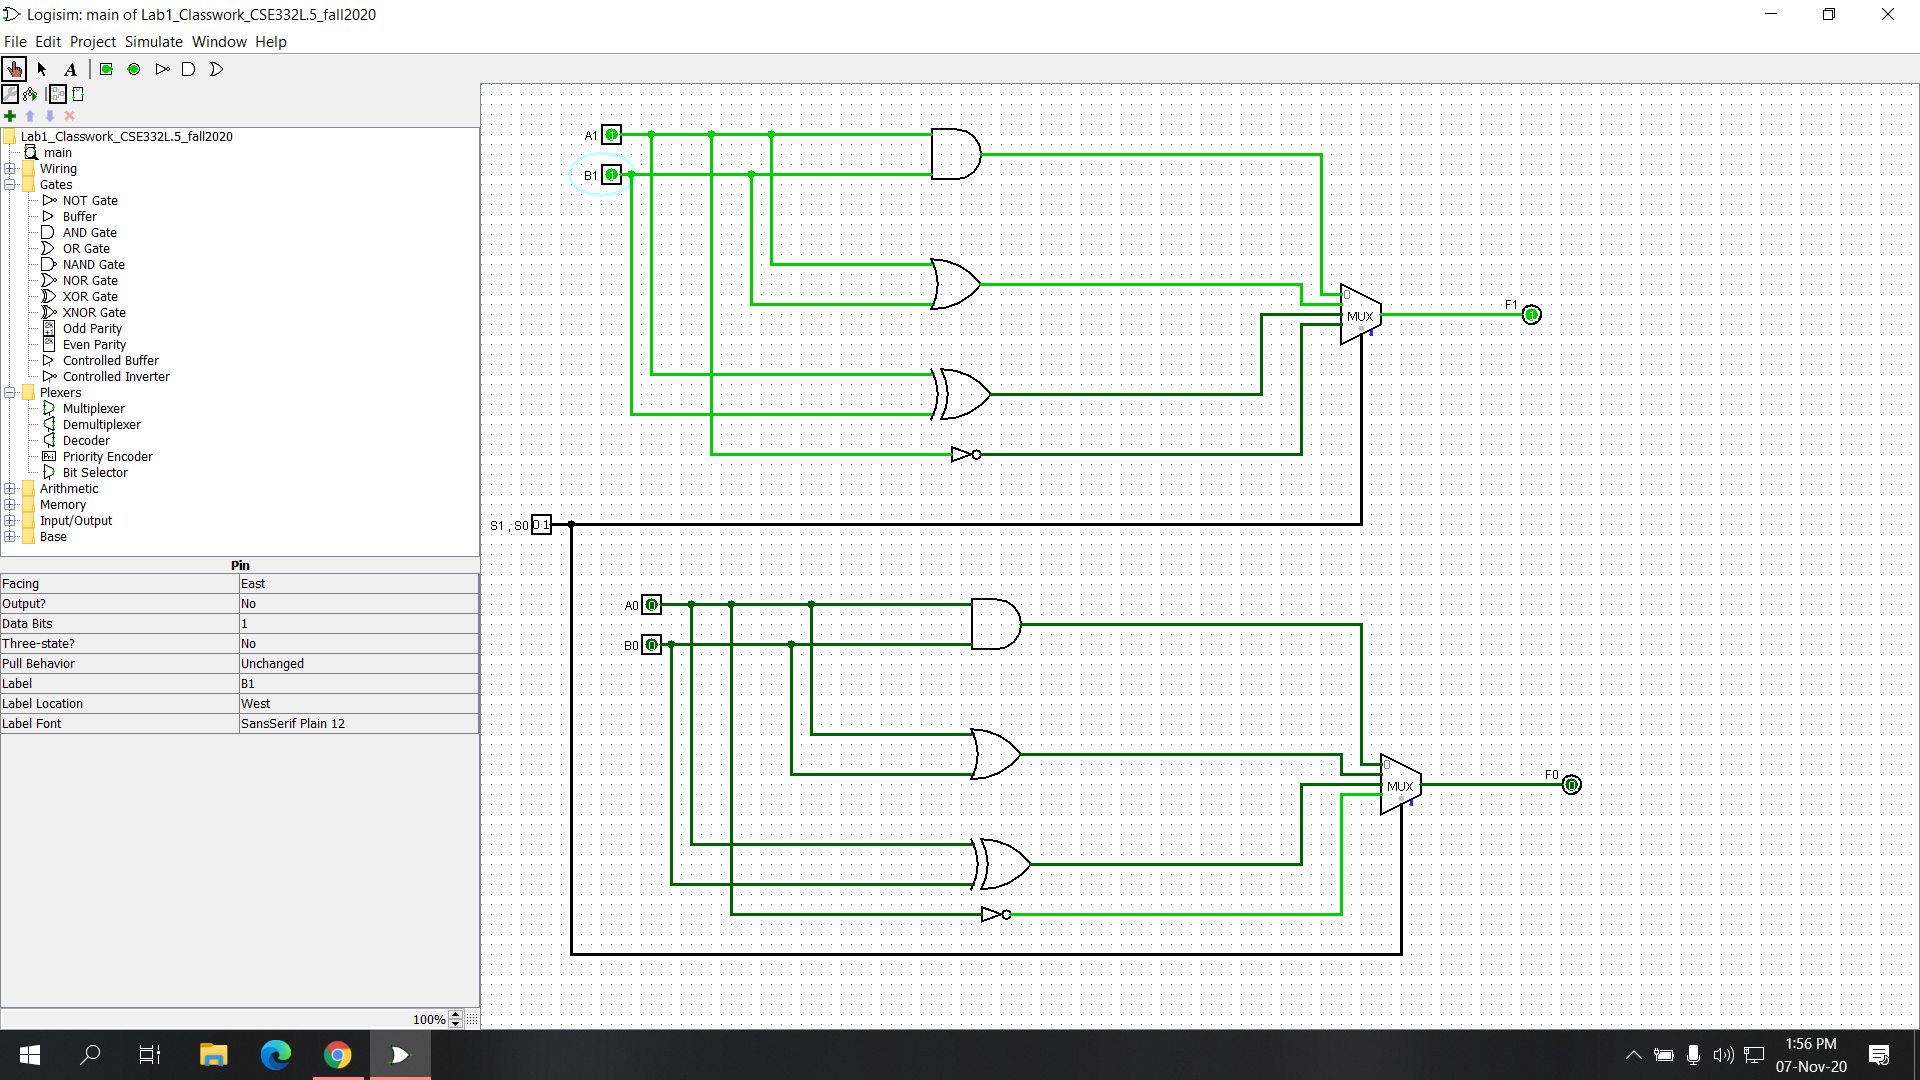 Logisim: main of Lab1_Classwork_CSE332L.5_fall2020
File Edit Project Simulate Window Help
A
Lab1_Classwork_CSE332L.5_fall2020
main
Wiring
Gates
NOT Gate
Buffer
AND Gate
OR Gate
NAND Gate
NOR Gate
XOR Gate
XNOR Gate
Odd Parity
Even Parity
Controlled Buffer
Controlled Inverter
Plexers
Multiplexer
Demultiplexer
Decoder
Priority Encoder
Bit Selector
Arithmetic
Memory
Input/Output
Base
Pin
Facing East
Output? No
Data Bits 1
Three-state? No
Pull Behavior Unchanged
Label B1
Label Location West
Label Font SansSerif Plain 12
100%
A1 1
B1 1
0
MUX
F1 1
S1 , S0 0 1
A0 0
B0 0
0
MUX
F0 0
1:56 PM
07-Nov-20